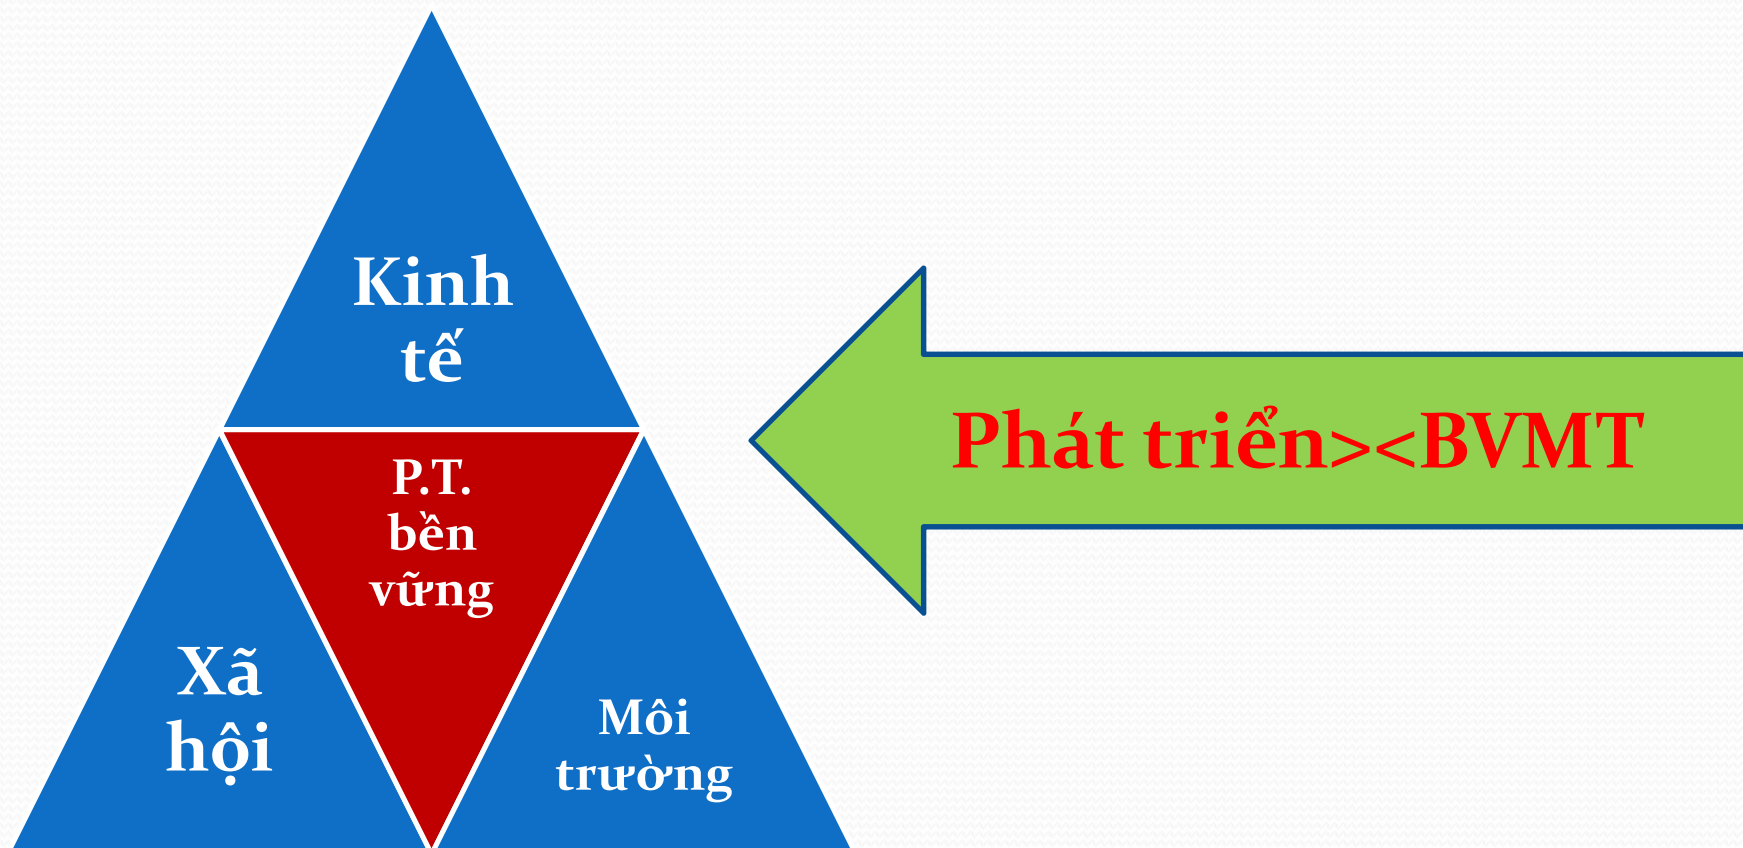 Kinh
tế
P.T.
bền
vững
Xã
hội
Môi
trường
Phát triển><BVMT